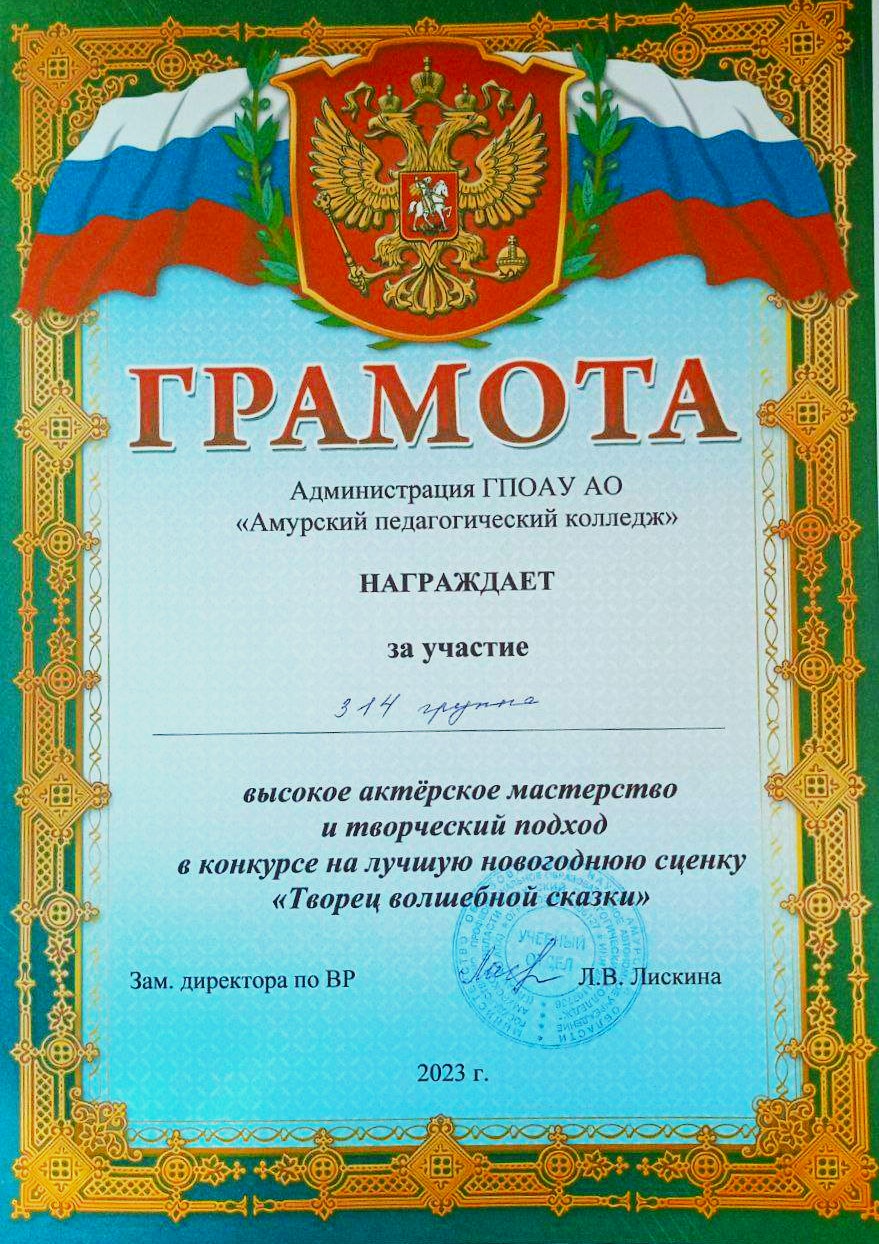 ГРАМОТА
Администрация ГПОАУ АО
«Амурский педагогический колледж»
НАГРАЖДАЕТ
за участие
314 группа
высокое актёрское мастерство
и творческий подход
в конкурсе на лучшую новогоднюю сценку
«Творец волшебной сказки»
Зам. директора по ВР Л.В. Лискина
УЧЕБНЫЙ
ОТДЕЛ
2023 г.